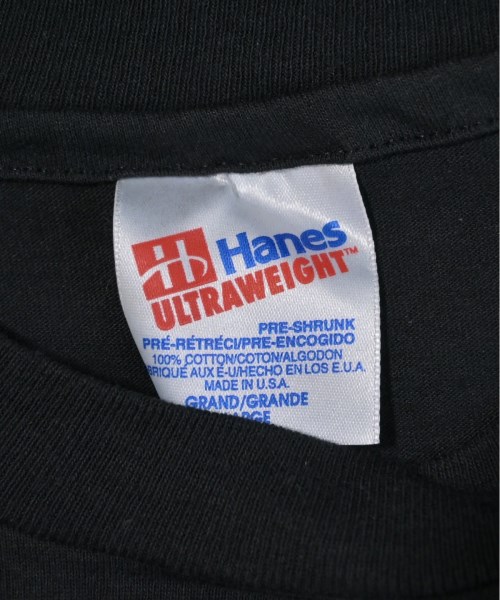 Hanes
ULTRAWEIGHT™
PRE-SHRUNK
PRÉ-RÉTRÉCI/PRE-ENCOGIDO
100% COTTON/COTON/ALGODON
BRIQUÉ AUX É-U/HECHO EN LOS E.U.A.
MADE IN U.S.A.
GRAND/GRANDE